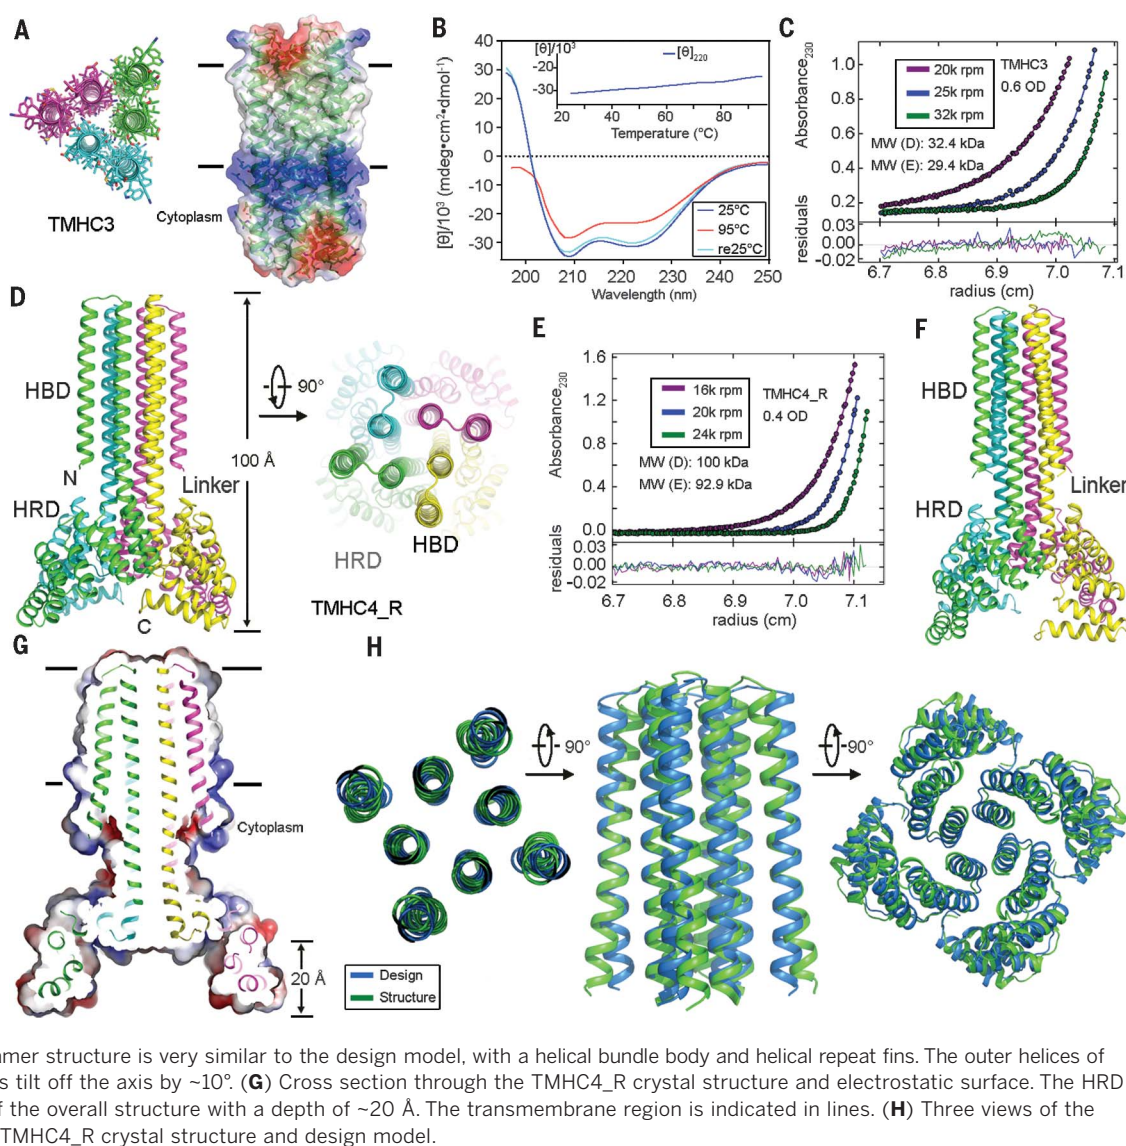 A
TMHC3
Cytoplasm
B
[θ]/10³ (mdeg•cm²•dmol⁻¹)
40
30
20
10
0
-10
-20
-30
[θ]/10³
-20
-30
[θ]₂₂₀
20
40
60
80
Temperature (°C)
25°C
95°C
re25°C
200
210
220
230
240
250
Wavelength (nm)
C
Absorbance₂₃₀
1.0
0.8
0.6
0.4
0.2
20k rpm
25k rpm
32k rpm
TMHC3
0.6 OD
MW (D): 32.4 kDa
MW (E): 29.4 kDa
residuals
0.03
0.00
-0.02
6.7
6.8
6.9
7.0
7.1
radius (cm)
D
HBD
N
HRD
Linker
C
100 Å
90°
HRD
HBD
TMHC4_R
E
Absorbance₂₃₀
1.6
1.2
0.8
0.4
0.0
16k rpm
20k rpm
24k rpm
TMHC4_R
0.4 OD
MW (D): 100 kDa
MW (E): 92.9 kDa
residuals
0.03
0.00
−0.02
6.7
6.8
6.9
7.0
7.1
radius (cm)
F
HBD
HRD
Linker
G
Cytoplasm
20 Å
H
90°
90°
Design
Structure
amer structure is very similar to the design model, with a helical bundle body and helical repeat fins. The outer helices of
s tilt off the axis by ~10°. (G) Cross section through the TMHC4_R crystal structure and electrostatic surface. The HRD
f the overall structure with a depth of ~20 Å. The transmembrane region is indicated in lines. (H) Three views of the
TMHC4_R crystal structure and design model.